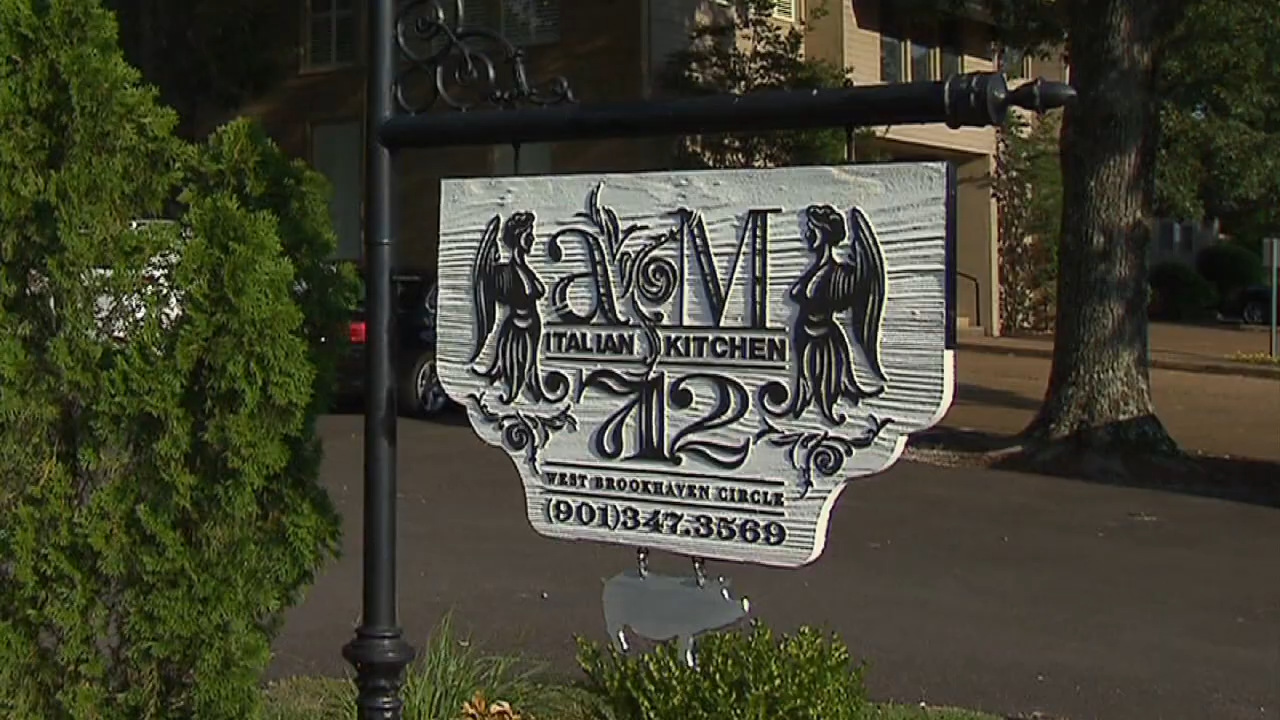 a M
ITALIAN KITCHEN
712
WEST BROOKHAVEN CIRCLE
(901)347.3569